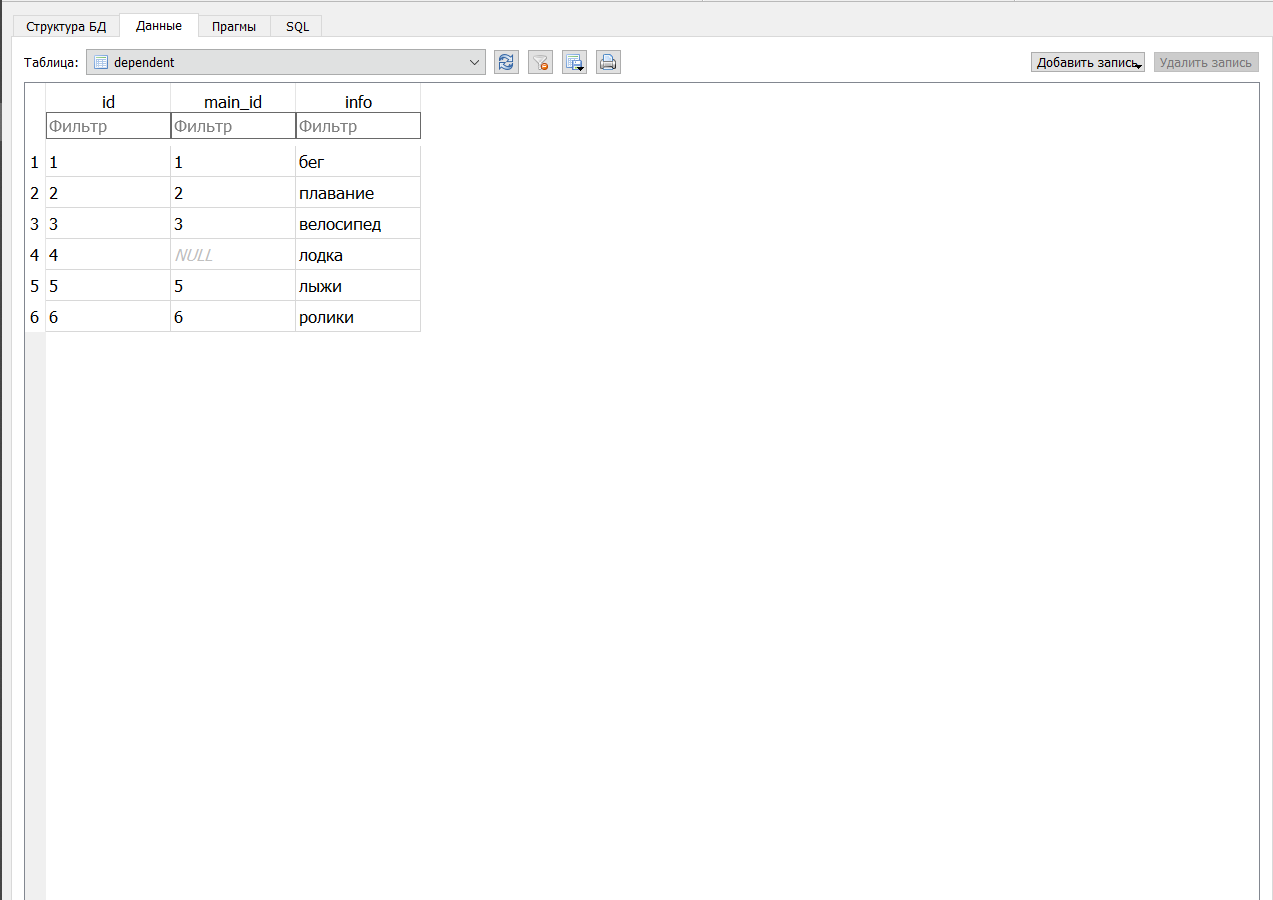 Структура БД Данные Прагмы SQL
Таблица: dependent Добавить запись Удалить запись
id main_id info
Фильтр Фильтр Фильтр
1 1 1 бег
2 2 2 плавание
3 3 3 велосипед
4 4 NULL лодка
5 5 5 лыжи
6 6 6 ролики